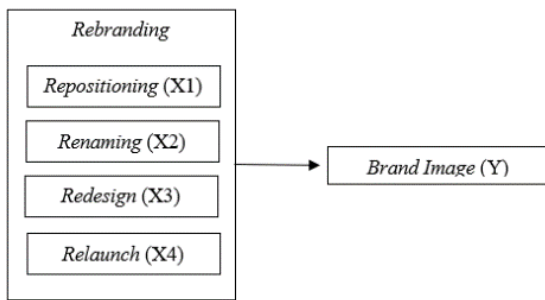 Rebranding
Repositioning (X1)
Renaming (X2)
Redesign (X3)
Relaunch (X4)
Brand Image (Y)